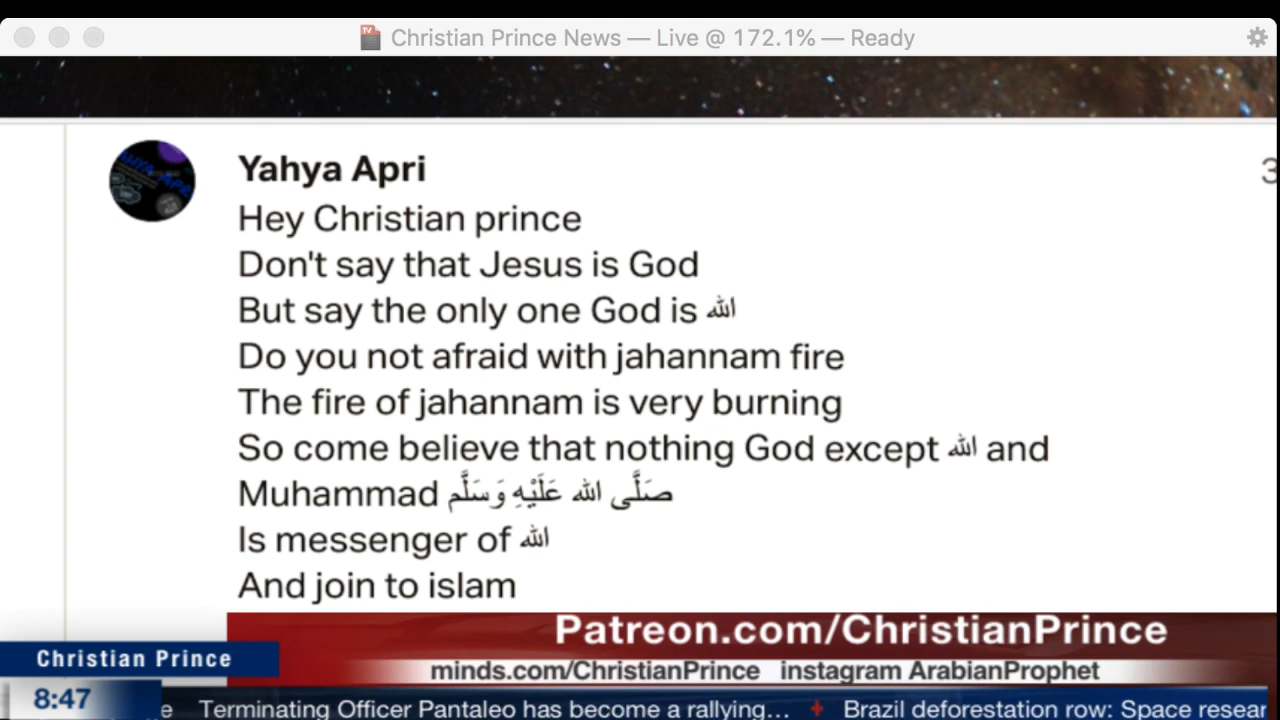 Christian Prince News — Live @ 172.1% — Ready
Yahya Apri
Hey Christian prince
Don't say that Jesus is God
But say the only one God is الله
Do you not afraid with jahannam fire
The fire of jahannam is very burning
So come believe that nothing God except الله and
Muhammad صَلَّى الله عَلَيْهِ وَسَلَّم
Is messenger of الله
And join to islam
Patreon.com/ChristianPrince
minds.com/ChristianPrince instagram ArabianProphet
Christian Prince
8:47
Terminating Officer Pantaleo has become a rallying... + Brazil deforestation row: Space resear